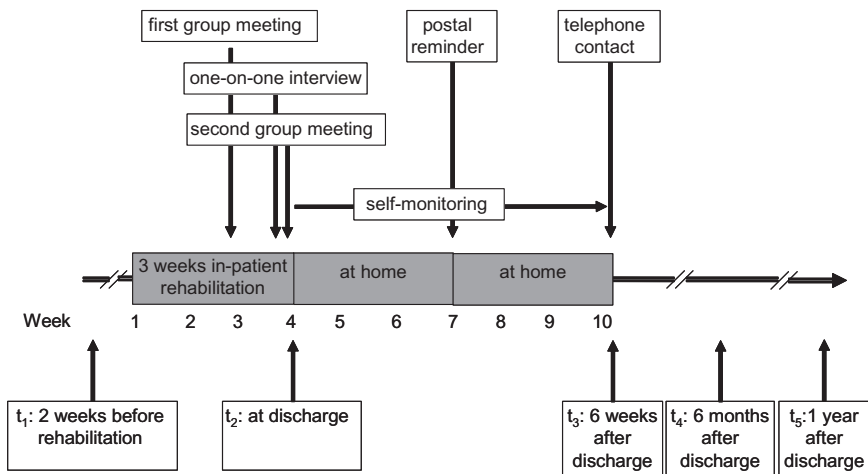 first group meeting
postal
reminder
telephone
contact
one-on-one interview
second group meeting
self-monitoring
3 weeks in-patient
rehabilitation
at home
at home
Week
1 2 3 4 5 6 7 8 9 10
t1: 2 weeks before
rehabilitation
t2: at discharge
t3: 6 weeks
after
discharge
t4: 6 months
after
discharge
t5:1 year
after
discharge